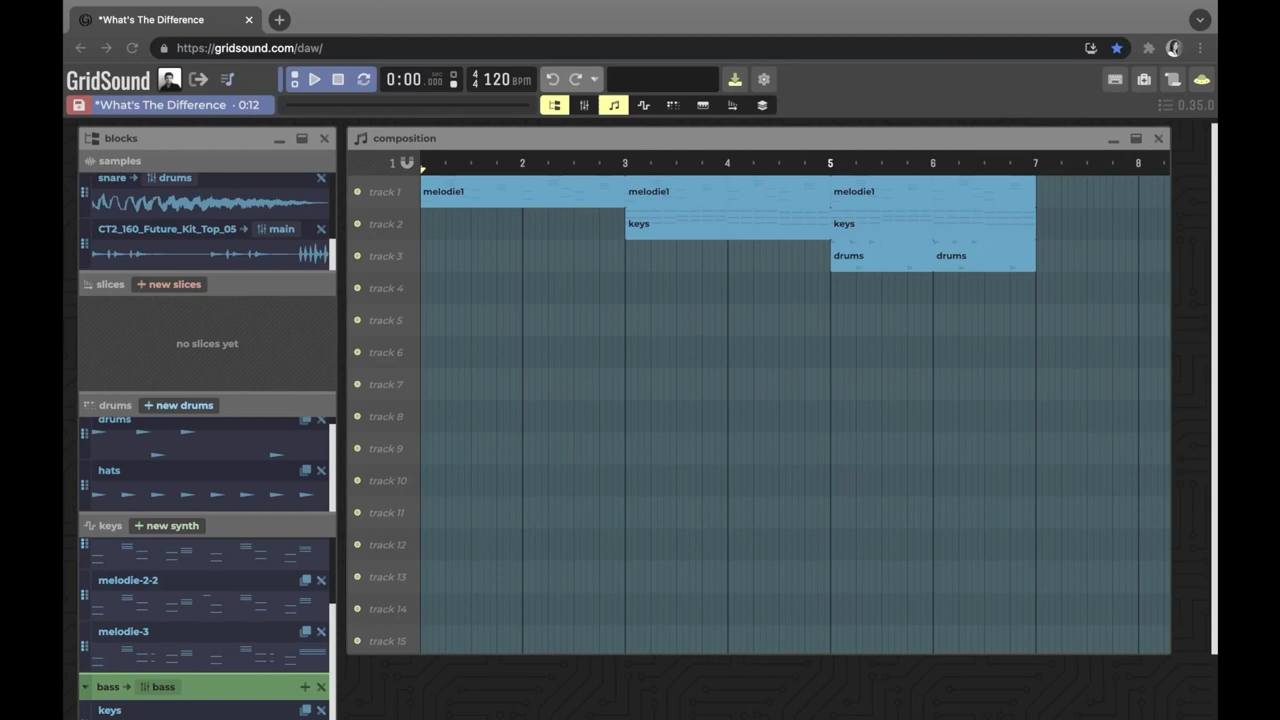 *What's The Difference
https://gridsound.com/daw/
GridSound
0:00 SEC .000
4 4 120 BPM
*What's The Difference · 0:12
0.35.0
blocks
samples
snare → drums
CT2_160_Future_Kit_Top_05 → main
slices + new slices
no slices yet
drums + new drums
drums
hats
keys + new synth
melodie-2-2
melodie-3
bass → bass
keys
composition
1 2 3 4 5 6 7 8
track 1 melodie1 melodie1 melodie1
track 2 keys keys
track 3 drums drums
track 4
track 5
track 6
track 7
track 8
track 9
track 10
track 11
track 12
track 13
track 14
track 15